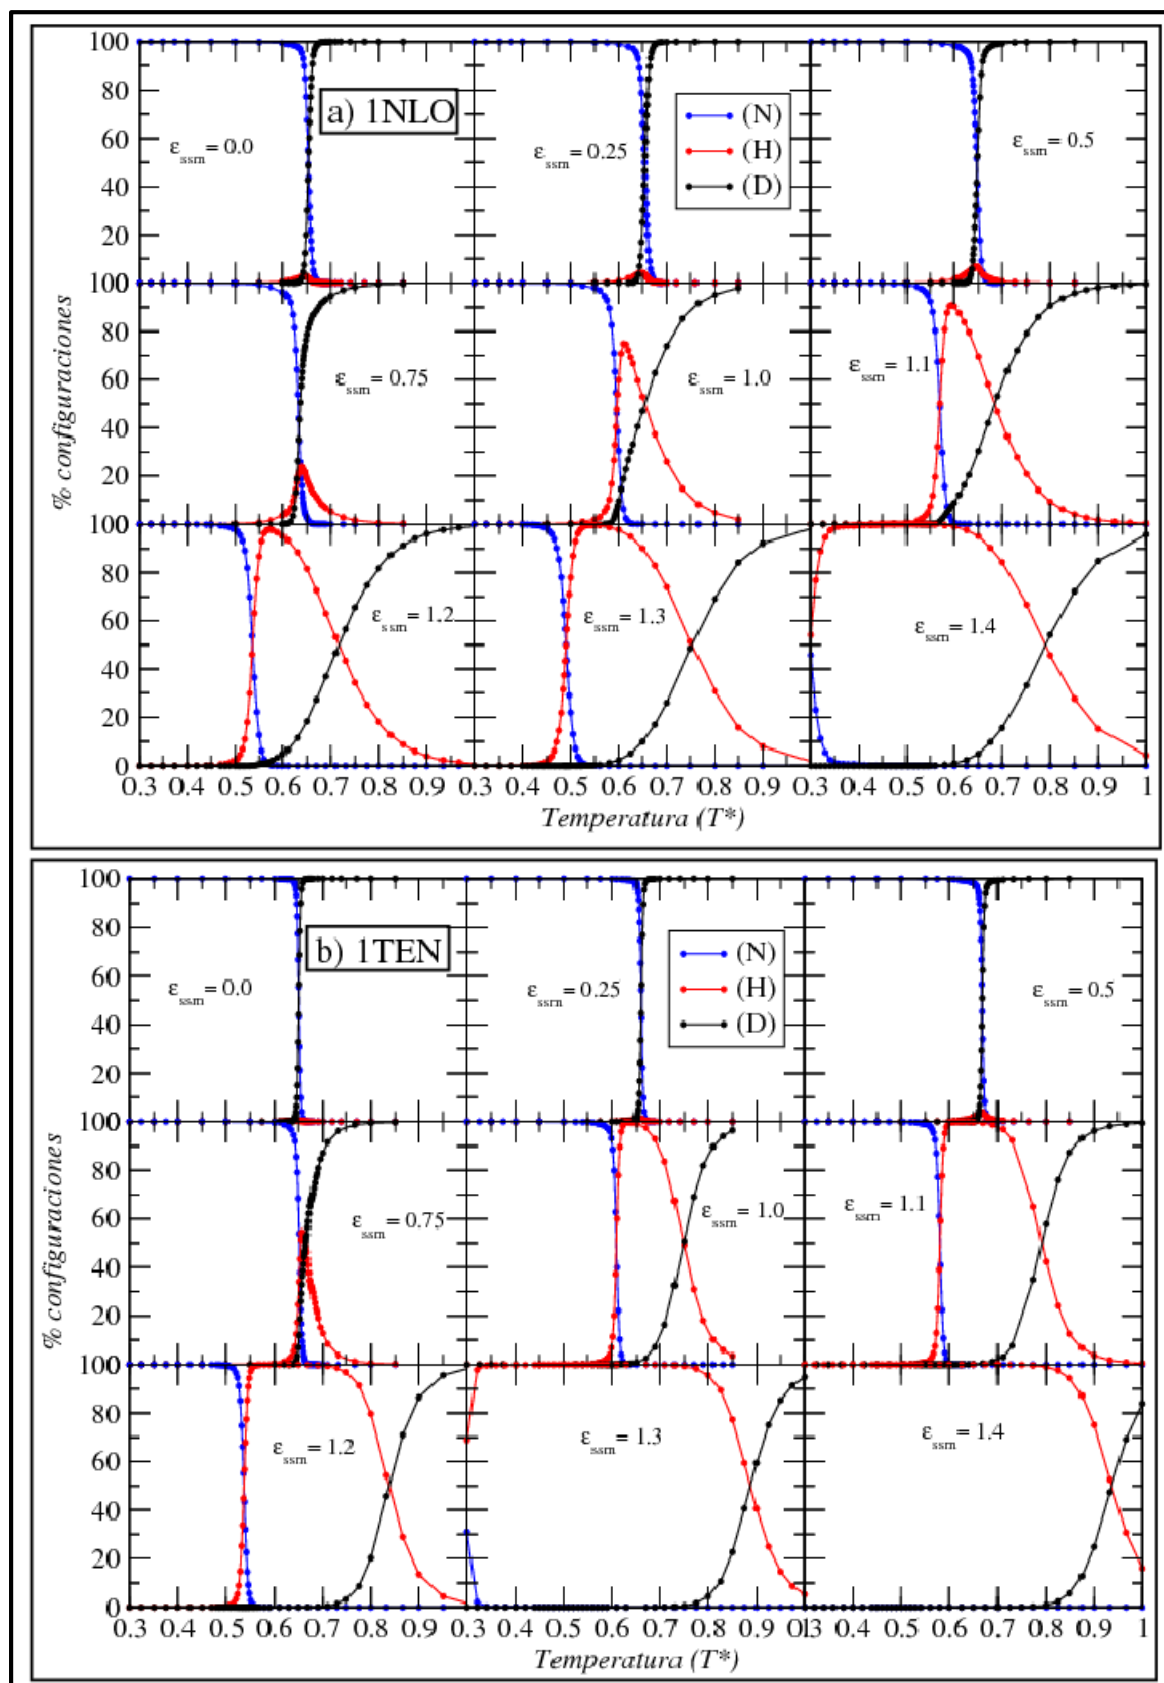 a) 1NLO
ε_ssm = 0.0
ε_ssm = 0.25
ε_ssm = 0.5
(N)
(H)
(D)
100
80
60
40
20
ε_ssm = 0.75
ε_ssm = 1.0
ε_ssm = 1.1
100
80
60
40
20
% configuraciones
ε_ssm = 1.2
ε_ssm = 1.3
ε_ssm = 1.4
100
80
60
40
20
0
0.3 0.4 0.5 0.6 0.7 0.8 0.9 0.3 0.4 0.5 0.6 0.7 0.8 0.9 0.3 0.4 0.5 0.6 0.7 0.8 0.9 1
Temperatura (T*)
b) 1TEN
ε_ssm = 0.0
ε_ssm = 0.25
ε_ssm = 0.5
(N)
(H)
(D)
100
80
60
40
20
ε_ssm = 0.75
ε_ssm = 1.0
ε_ssm = 1.1
100
80
60
40
20
% configuraciones
ε_ssm = 1.2
ε_ssm = 1.3
ε_ssm = 1.4
100
80
60
40
20
0
0.3 0.4 0.5 0.6 0.7 0.8 0.9 0.3 0.4 0.5 0.6 0.7 0.8 0.9 0.3 0.4 0.5 0.6 0.7 0.8 0.9 1
Temperatura (T*)